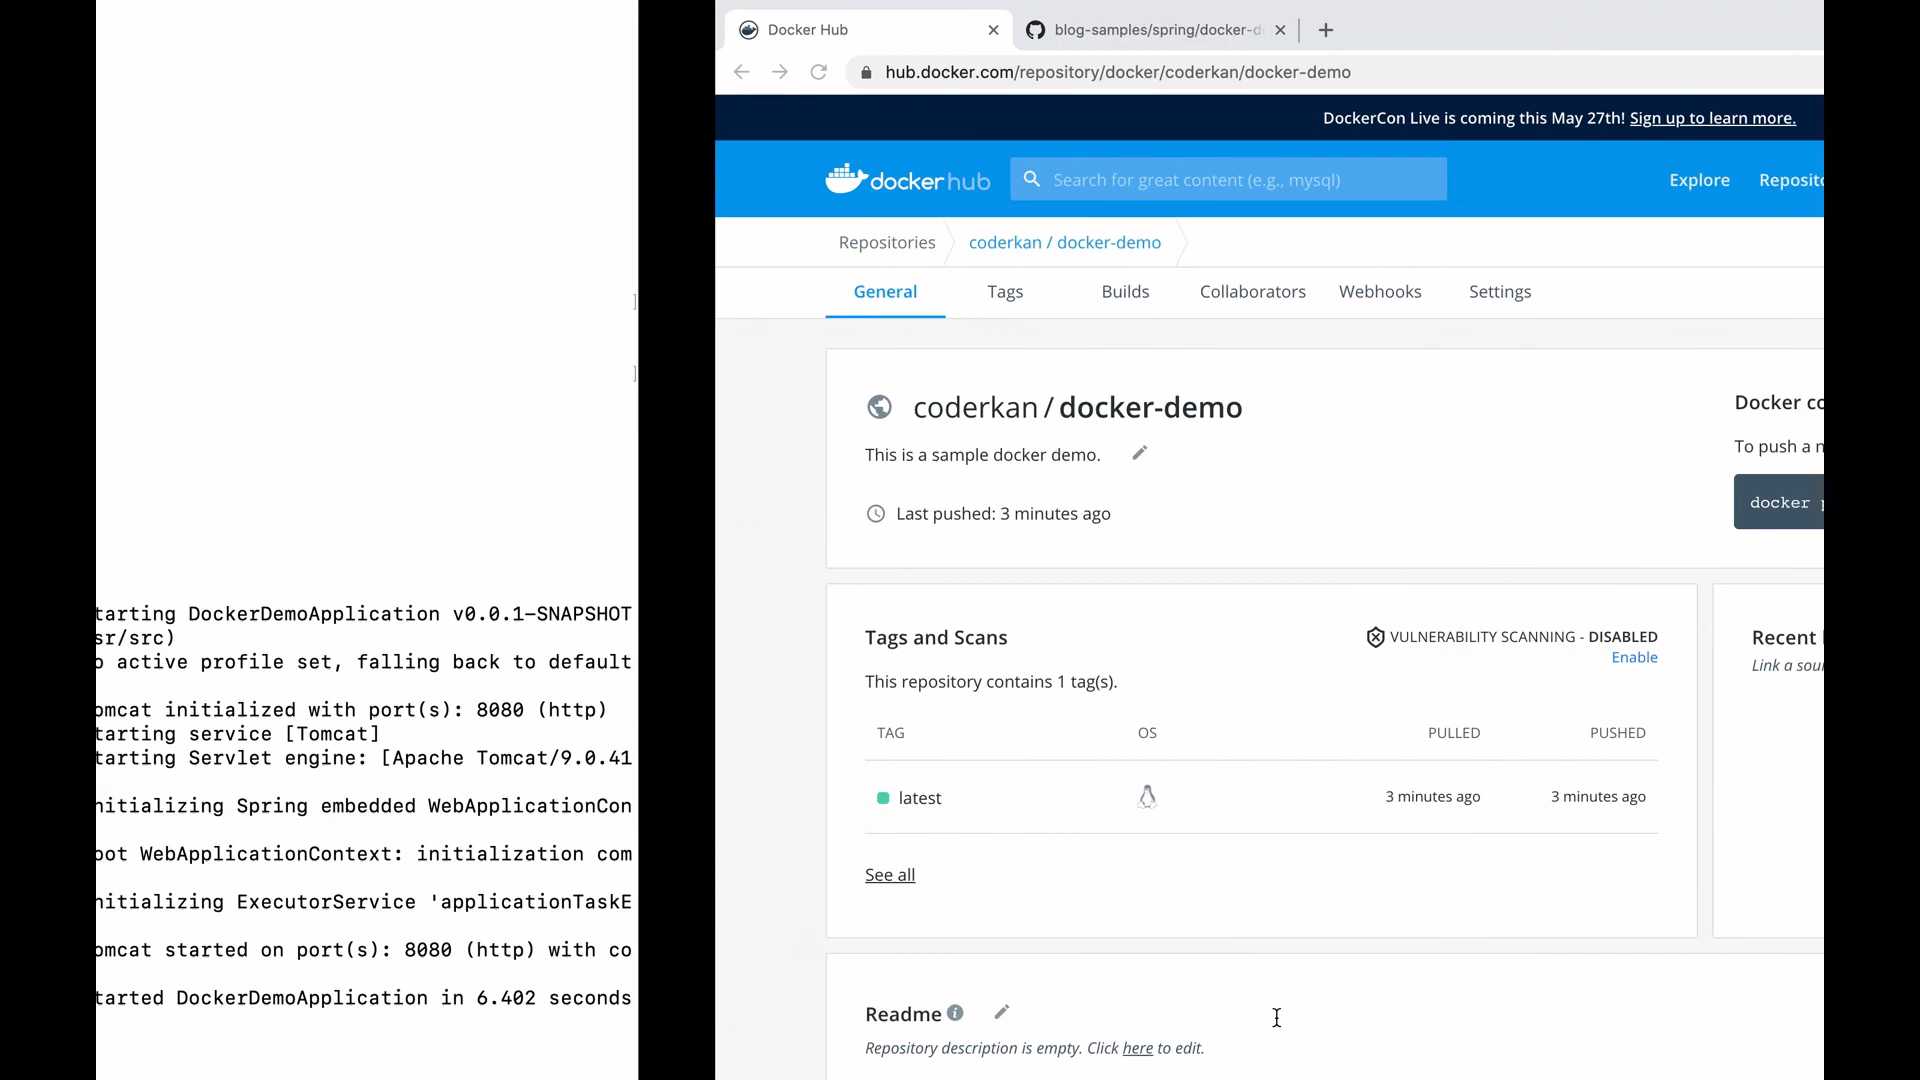 tarting DockerDemoApplication v0.0.1-SNAPSHOT
sr/src)
o active profile set, falling back to default
omcat initialized with port(s): 8080 (http)
tarting service [Tomcat]
tarting Servlet engine: [Apache Tomcat/9.0.41
nitializing Spring embedded WebApplicationCon
oot WebApplicationContext: initialization com
nitializing ExecutorService 'applicationTaskE
omcat started on port(s): 8080 (http) with co
tarted DockerDemoApplication in 6.402 seconds
Docker Hub
blog-samples/spring/docker-d
hub.docker.com/repository/docker/coderkan/docker-demo
DockerCon Live is coming this May 27th! Sign up to learn more.
docker hub
Search for great content (e.g., mysql)
Explore
Reposito
Repositories
coderkan / docker-demo
General
Tags
Builds
Collaborators
Webhooks
Settings
coderkan / docker-demo
This is a sample docker demo.
Last pushed: 3 minutes ago
Docker co
To push a n
docker p
Tags and Scans
VULNERABILITY SCANNING - DISABLED
Enable
This repository contains 1 tag(s).
TAG OS PULLED PUSHED
latest 3 minutes ago 3 minutes ago
See all
Recent
Link a sou
Readme
Repository description is empty. Click here to edit.